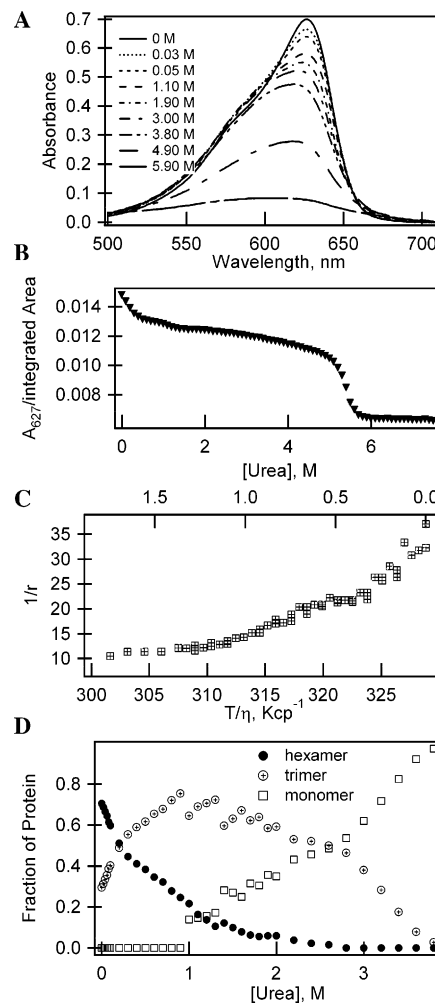 A
0.7
0.6
0.5
0.4
0.3
0.2
0.1
0.0
Absorbance
0 M
0.03 M
0.05 M
1.10 M
1.90 M
3.00 M
3.80 M
4.90 M
5.90 M
500 550 600 650 700
Wavelength, nm
B
0.014
0.012
0.010
0.008
A627/integrated Area
0 2 4 6
[Urea], M
C
1.5 1.0 0.5 0.0
35
30
25
20
15
10
1/r
300 305 310 315 320 325
T/η, Kcp-1
D
0.8
0.6
0.4
0.2
0.0
Fraction of Protein
hexamer
trimer
monomer
0 1 2 3
[Urea], M